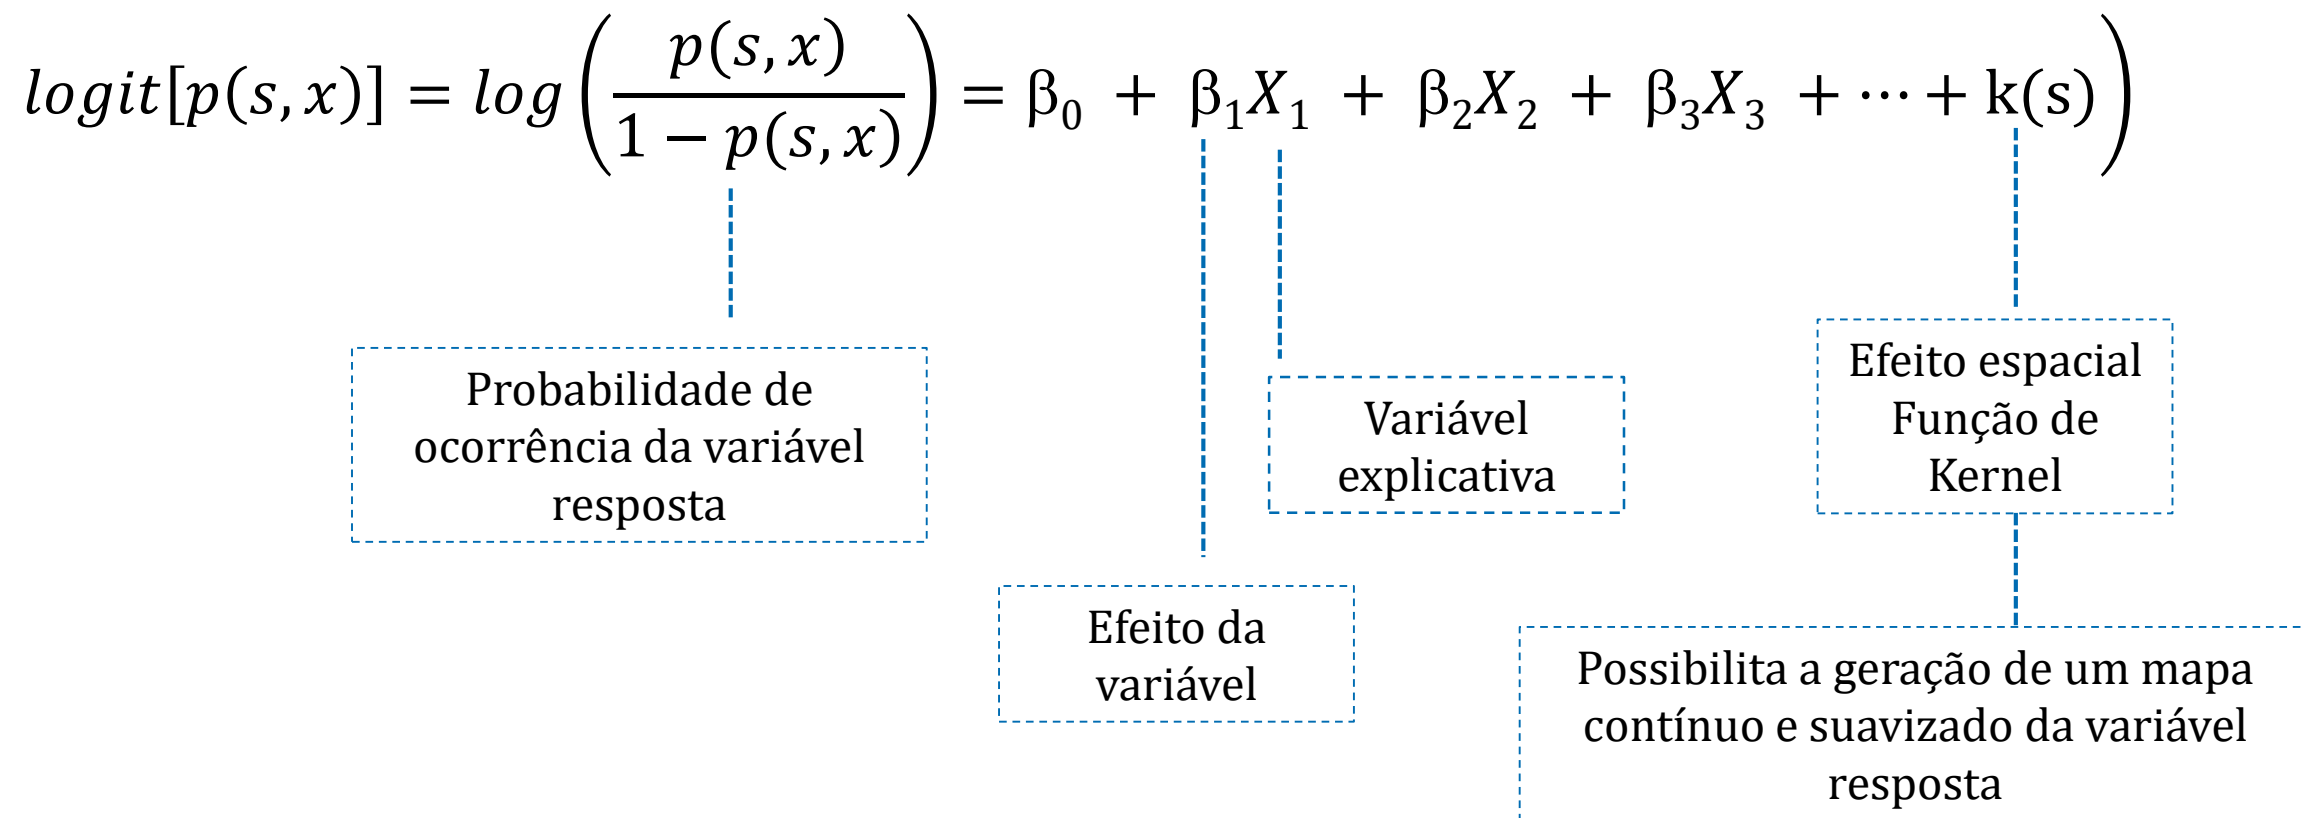 logit[p(s, x)] = log(p(s, x) / 1 − p(s, x)) = β₀ + β₁X₁ + β₂X₂ + β₃X₃ + ⋯ + k(s))
Probabilidade de
ocorrência da variável
resposta
Variável
explicativa
Efeito espacial
Função de
Kernel
Efeito da
variável
Possibilita a geração de um mapa
contínuo e suavizado da variável
resposta